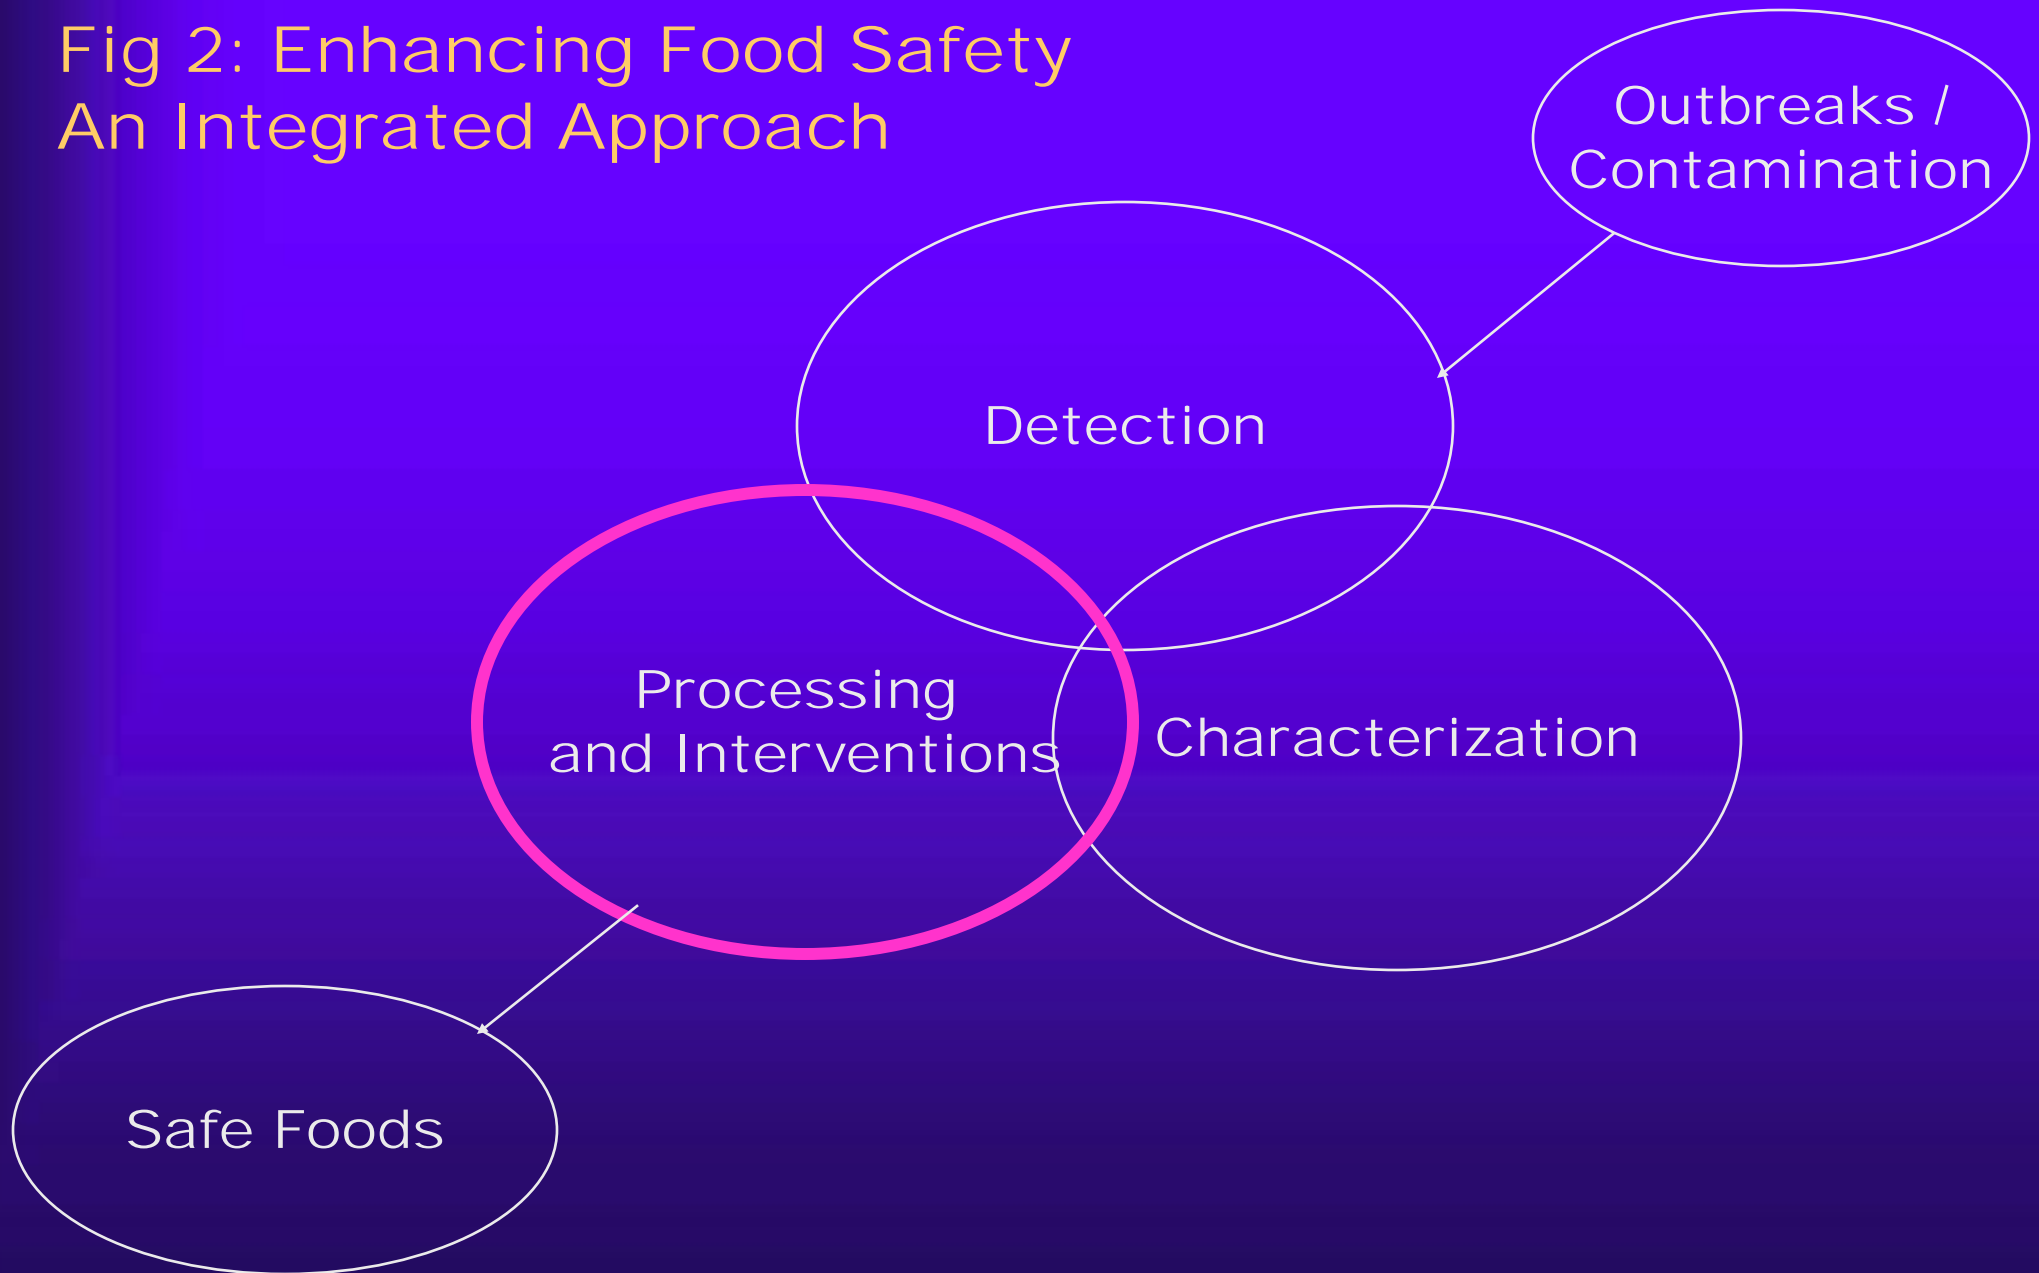 Fig 2: Enhancing Food Safety
An Integrated Approach
Outbreaks /
Contamination
Detection
Processing
and Interventions
Characterization
Safe Foods